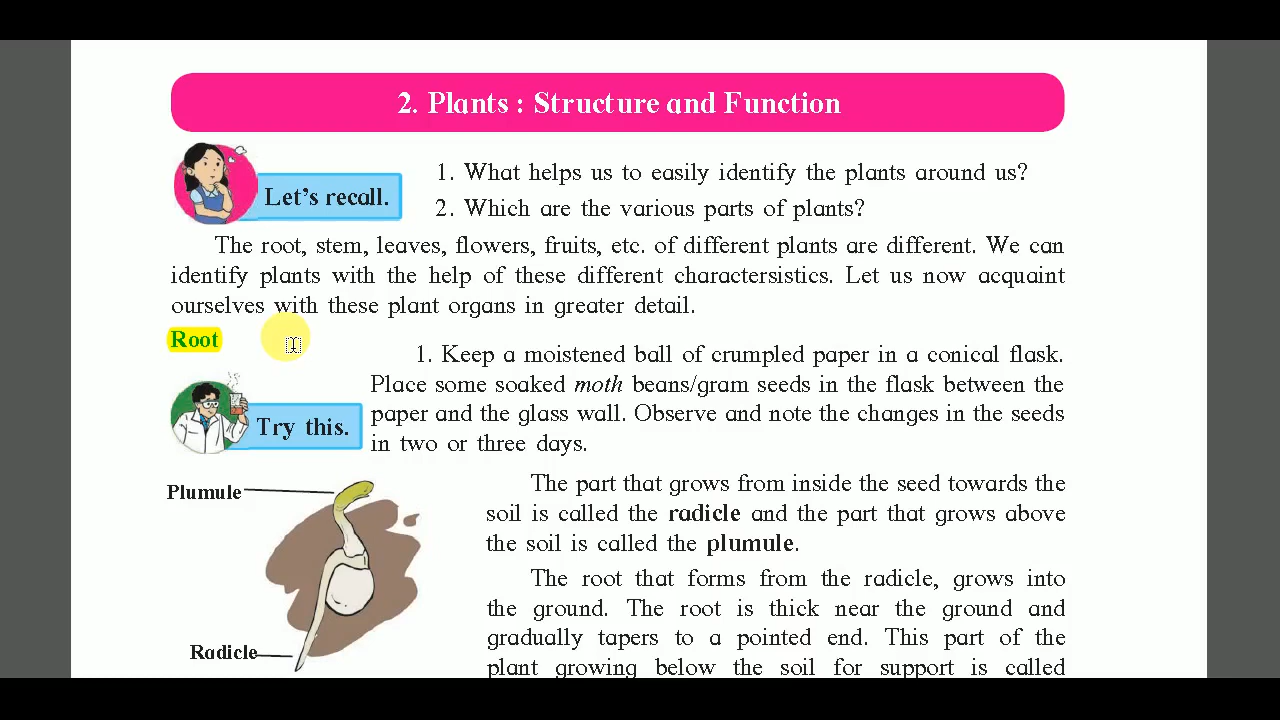 2. Plants : Structure and Function
Let's recall.
1. What helps us to easily identify the plants around us?
2. Which are the various parts of plants?
The root, stem, leaves, flowers, fruits, etc. of different plants are different. We can
identify plants with the help of these different charactersistics. Let us now acquaint
ourselves with these plant organs in greater detail.
Root
Try this.
1. Keep a moistened ball of crumpled paper in a conical flask.
Place some soaked moth beans/gram seeds in the flask between the
paper and the glass wall. Observe and note the changes in the seeds
in two or three days.
Plumule
Radicle
The part that grows from inside the seed towards the
soil is called the radicle and the part that grows above
the soil is called the plumule.
The root that forms from the radicle, grows into
the ground. The root is thick near the ground and
gradually tapers to a pointed end. This part of the
plant growing below the soil for support is called